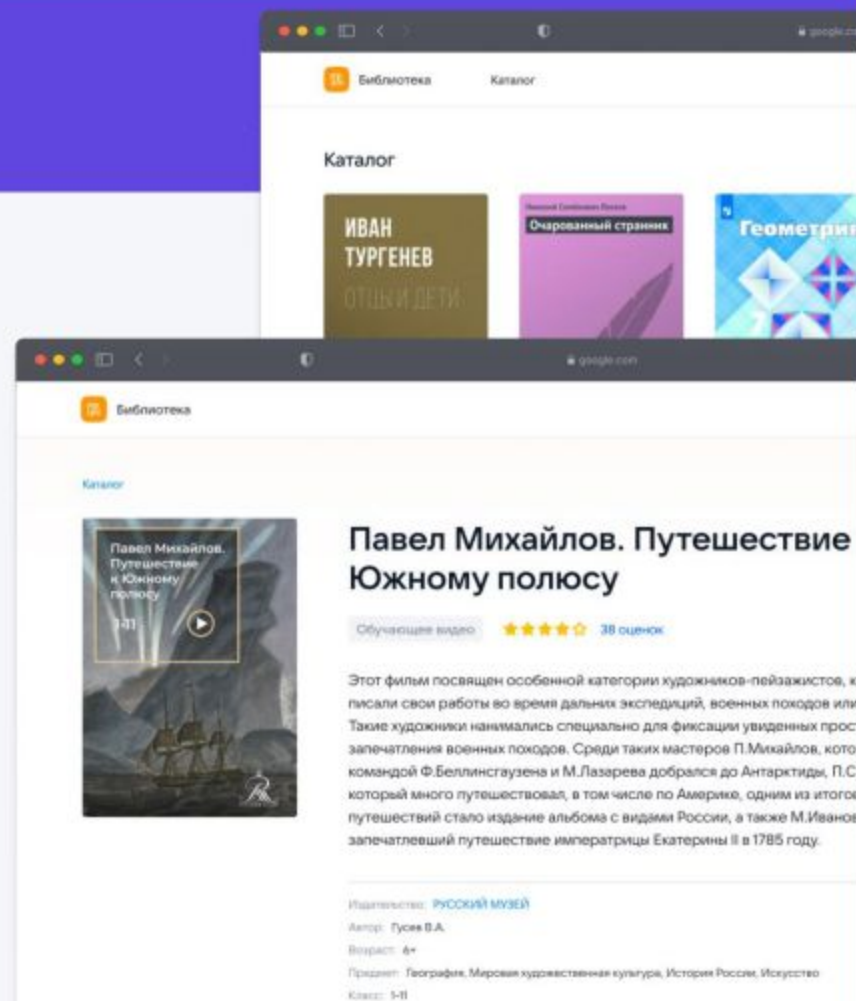 google.co
Библиотека
Каталог
Каталог
ИВАН
ТУРГЕНЕВ
ОТЦЫ И ДЕТИ
Очарованный странник
Геометрия
google.com
Библиотека
Каталог
Павел Михайлов.
Путешествие
к Южному
полюсу
1-11
Павел Михайлов. Путешествие
Южному полюсу
Обучающее видео
38 оценок
Этот фильм посвящен особенной категории художников-пейзажистов, к
писали свои работы во время дальних экспедиций, военных походов или
Такие художники нанимались специально для фиксации увиденных прос
запечатления военных походов. Среди таких мастеров П.Михайлов, кото
командой Ф.Беллинсгаузена и М.Лазарева добрался до Антарктиды, П.С
который много путешествовал, в том числе по Америке, одним из итогов
путешествий стало издание альбома с видами России, а также М.Иванов
запечатлевший путешествие императрицы Екатерины II в 1785 году.
Издательство: РУССКИЙ МУЗЕЙ
Автор: Гусев В.А.
Возраст: 6+
Предмет: География, Мировая художественная культура, История России, Искусство
Класс: 1-11